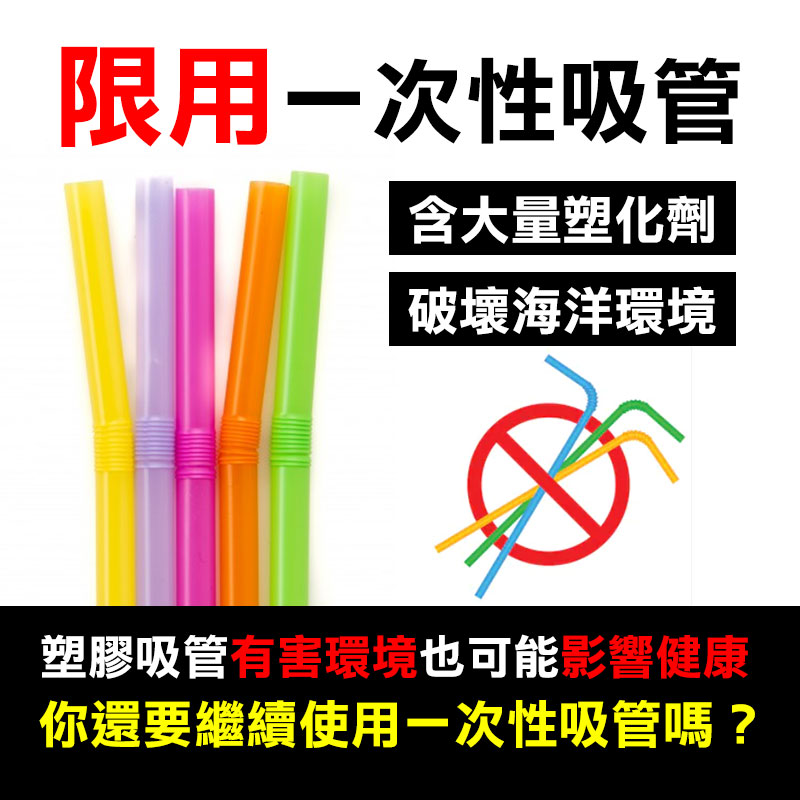 限用一次性吸管
含大量塑化劑
破壞海洋環境
塑膠吸管有害環境也可能影響健康
你還要繼續使用一次性吸管嗎？